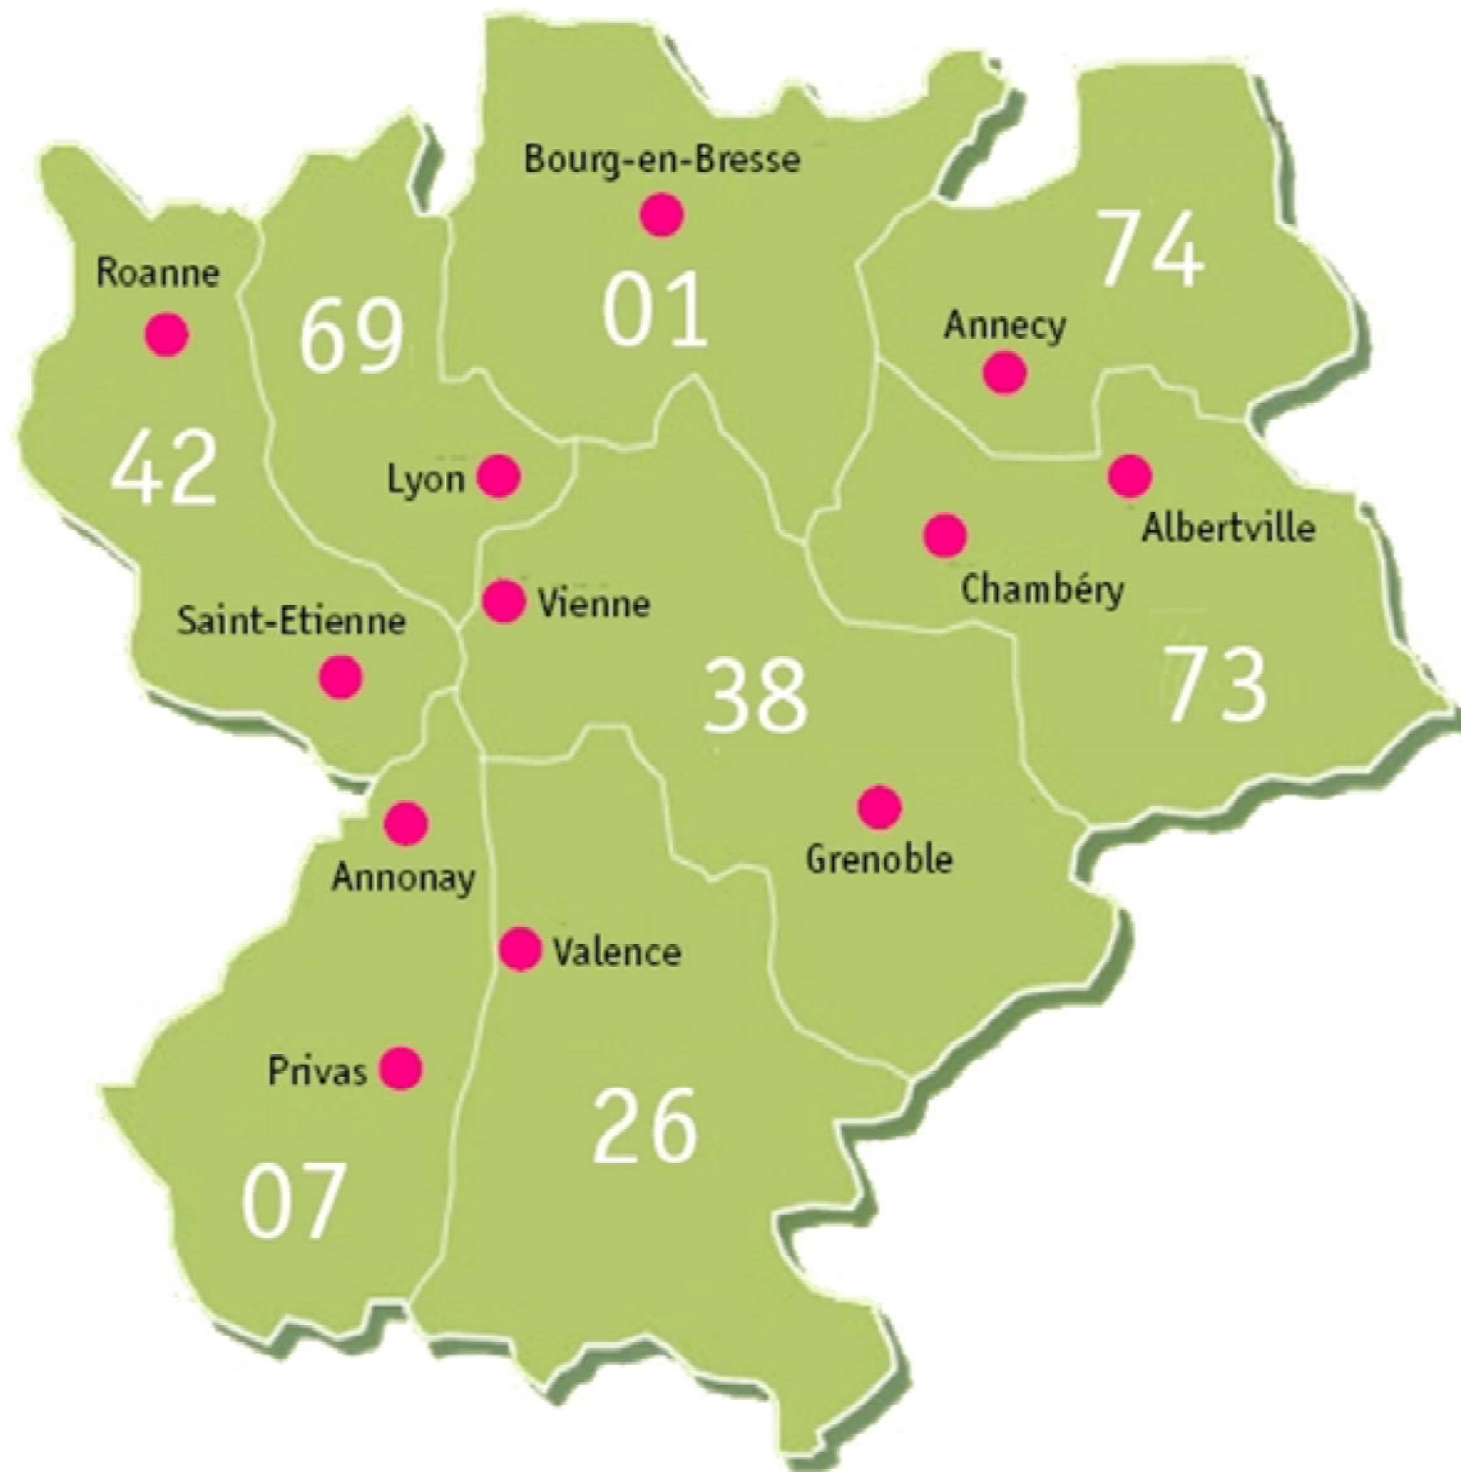 Bourg-en-Bresse
74
Roanne
01
69
Annecy
42
Lyon
Albertville
Chambéry
Vienne
Saint-Etienne
73
38
Grenoble
Annonay
Valence
Privas
26
07